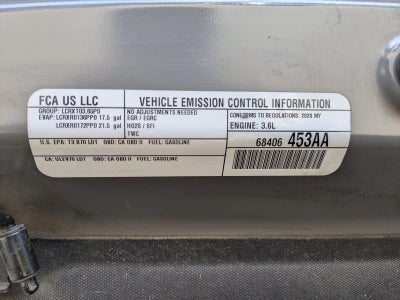 FCA US LLC
VEHICLE EMISSION CONTROL INFORMATION
GROUP: LCRXT03.65P0
EVAP: LCRXR0136PP0 17.5 gal
LCRXR0172PP0 21.5 gal
NO ADJUSTMENTS NEEDED
EGR / EGRC
HO2S / SFI
TWC
CONFORMS TO REGULATIONS: 2020 MY
ENGINE: 3.6L
U.S. EPA: T3 B70 LDT OBD: CA OBD II FUEL: GASOLINE
CA: ULEV70 LDT OBD: CA OBD II FUEL: GASOLINE
68406 453AA